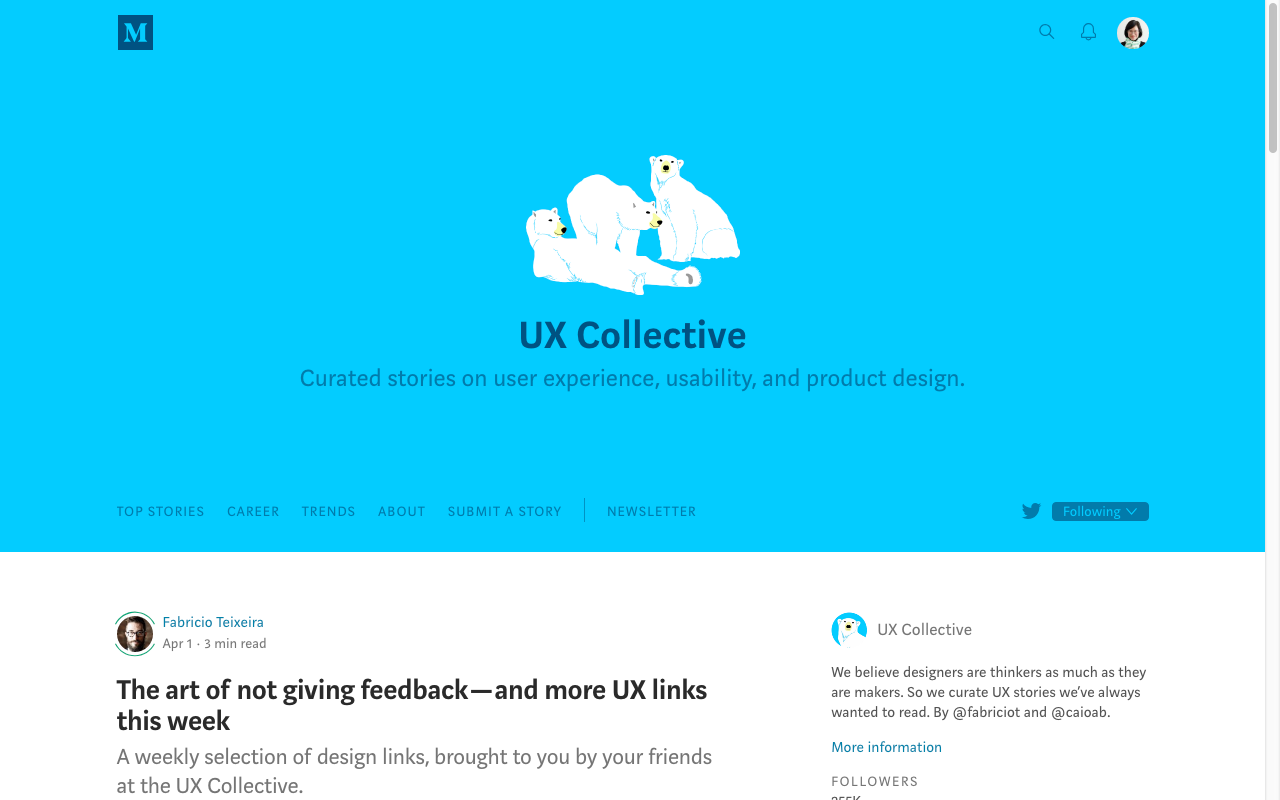 M
UX Collective
Curated stories on user experience, usability, and product design.
TOP STORIES CAREER TRENDS ABOUT SUBMIT A STORY NEWSLETTER Following
Fabricio Teixeira
Apr 1 · 3 min read
The art of not giving feedback — and more UX links
this week
A weekly selection of design links, brought to you by your friends
at the UX Collective.
UX Collective
We believe designers are thinkers as much as they
are makers. So we curate UX stories we’ve always
wanted to read. By @fabriciot and @caioab.
More information
FOLLOWERS